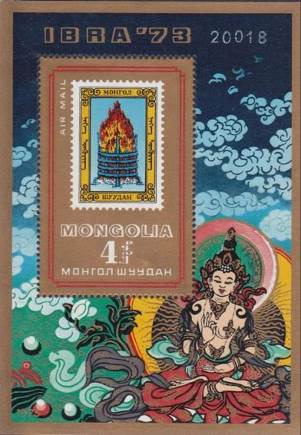 IBRA '73
20018
AIR MAIL
МОНГОЛ
ШУУДАН
MONGOLIA
4₮
МОНГОЛ ШУУДАН